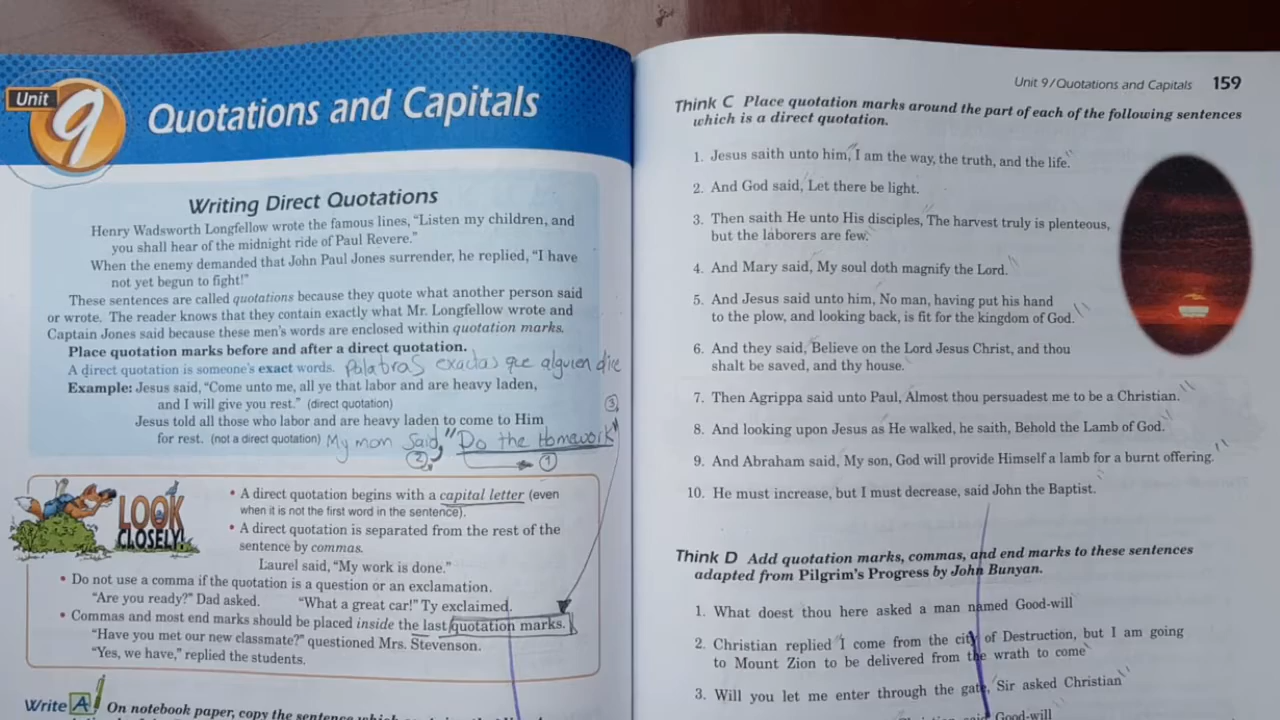 Unit
9
Quotations and Capitals
Writing Direct Quotations
Henry Wadsworth Longfellow wrote the famous lines, “Listen my children, and
you shall hear of the midnight ride of Paul Revere.”
When the enemy demanded that John Paul Jones surrender, he replied, “I have
not yet begun to fight!”
These sentences are called quotations because they quote what another person said
or wrote. The reader knows that they contain exactly what Mr. Longfellow wrote and
Captain Jones said because these men’s words are enclosed within quotation marks.
Place quotation marks before and after a direct quotation.
A direct quotation is someone’s exact words. palabras exactas que alguien dice
Example: Jesus said, “Come unto me, all ye that labor and are heavy laden,
and I will give you rest.” (direct quotation)
3
Jesus told all those who labor and are heavy laden to come to Him
for rest. (not a direct quotation) My mom said, "Do the Homework"
2 1
LOOK
CLOSELY!
• A direct quotation begins with a capital letter (even
when it is not the first word in the sentence).
• A direct quotation is separated from the rest of the
sentence by commas.
Laurel said, “My work is done.”
• Do not use a comma if the quotation is a question or an exclamation.
“Are you ready?” Dad asked. “What a great car!” Ty exclaimed.
• Commas and most end marks should be placed inside the last quotation marks.
“Have you met our new classmate?” questioned Mrs. Stevenson.
“Yes, we have,” replied the students.
Write A On notebook paper, copy the sentence
Unit 9/Quotations and Capitals 159
Think C Place quotation marks around the part of each of the following sentences
which is a direct quotation.
1. Jesus saith unto him, "I am the way, the truth, and the life."
2. And God said, Let there be light.
3. Then saith He unto His disciples, "The harvest truly is plenteous,
but the laborers are few."
4. And Mary said, "My soul doth magnify the Lord."
5. And Jesus said unto him, "No man, having put his hand
to the plow, and looking back, is fit for the kingdom of God."
6. And they said, "Believe on the Lord Jesus Christ, and thou
shalt be saved, and thy house."
7. Then Agrippa said unto Paul, "Almost thou persuadest me to be a Christian."
8. And looking upon Jesus as He walked, he saith, "Behold the Lamb of God."
9. And Abraham said, "My son, God will provide Himself a lamb for a burnt offering."
10. "He must increase, but I must decrease," said John the Baptist.
Think D Add quotation marks, commas, and end marks to these sentences
adapted from Pilgrim’s Progress by John Bunyan.
1. What doest thou here asked a man named Good-will
2. Christian replied "I come from the city of Destruction, but I am going
to Mount Zion to be delivered from the wrath to come"
3. Will you let me enter through the gate, Sir asked Christian"
said Good-will